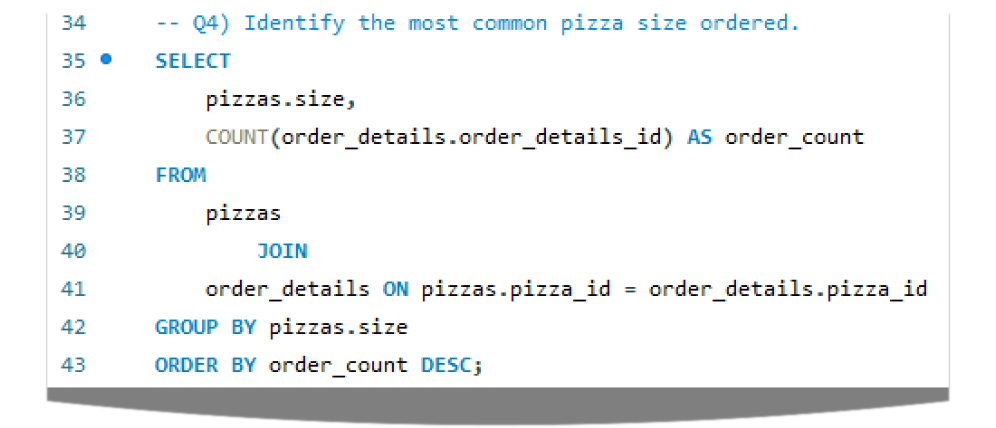 34 -- Q4) Identify the most common pizza size ordered.
35 SELECT
36 pizzas.size,
37 COUNT(order_details.order_details_id) AS order_count
38 FROM
39 pizzas
40 JOIN
41 order_details ON pizzas.pizza_id = order_details.pizza_id
42 GROUP BY pizzas.size
43 ORDER BY order_count DESC;